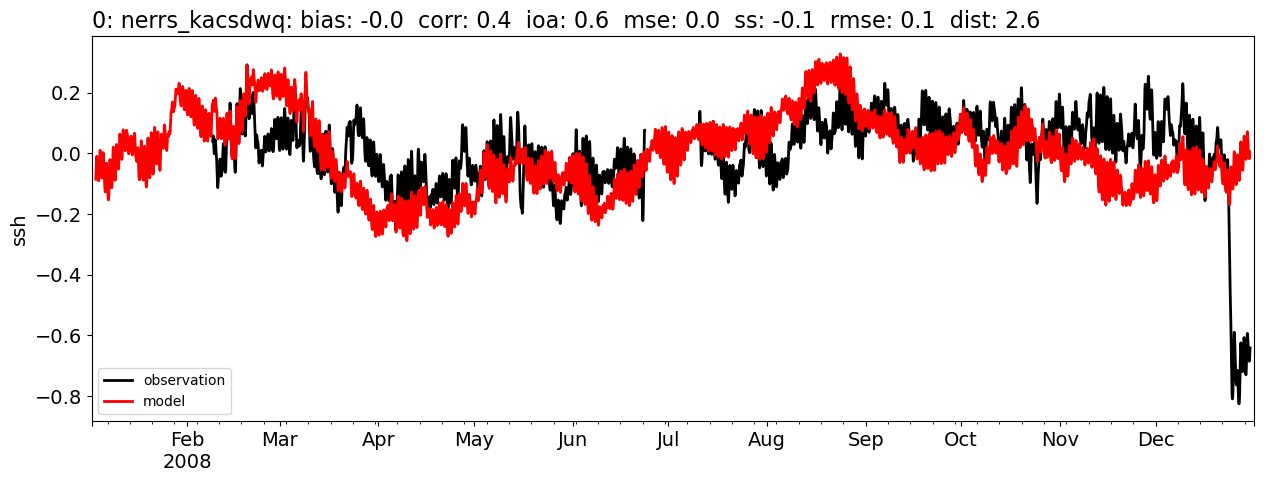 0: nerrs_kacsdwq: bias: -0.0  corr: 0.4  ioa: 0.6  mse: 0.0  ss: -0.1  rmse: 0.1  dist: 2.6
0.2
0.0
−0.2
−0.4
−0.6
−0.8
ssh
observation
model
Feb Mar Apr May Jun Jul Aug Sep Oct Nov Dec
2008